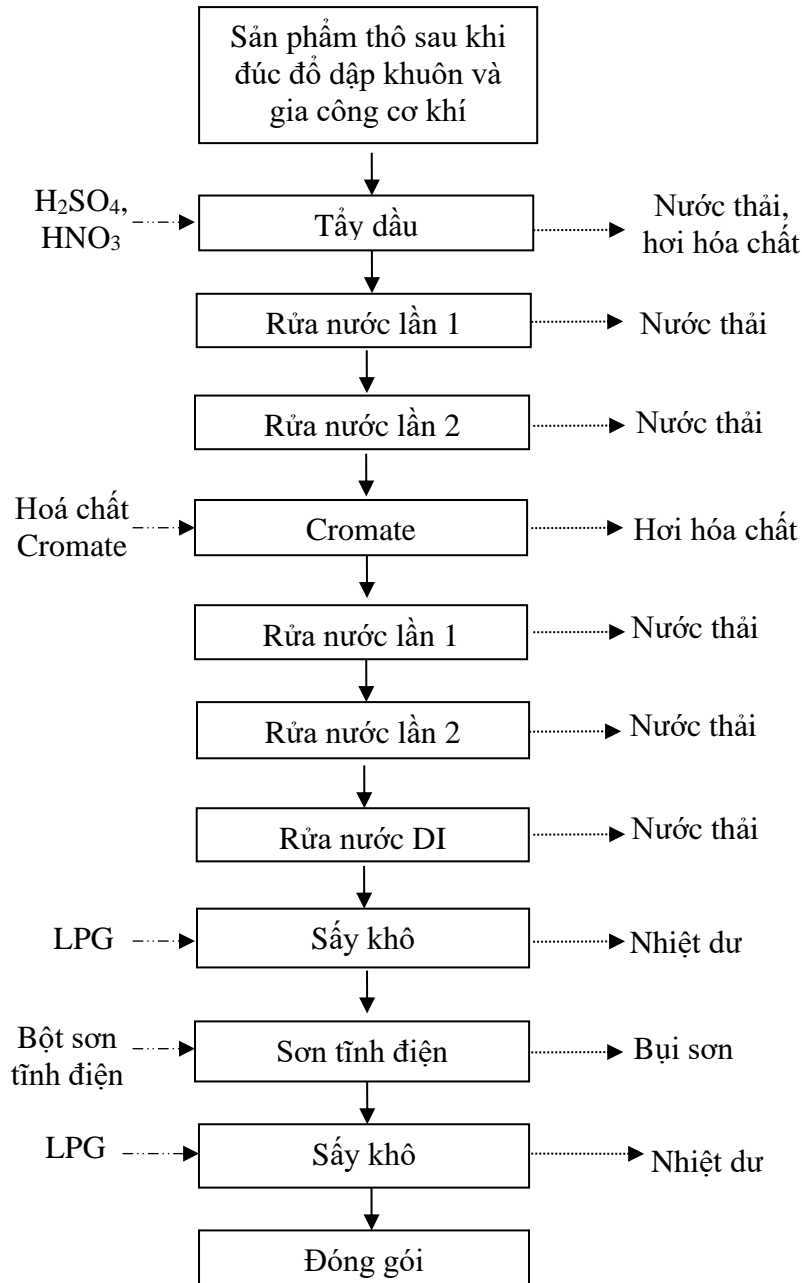 Sản phẩm thô sau khi
đúc đổ dập khuôn và
gia công cơ khí
H₂SO₄,
HNO₃
Tẩy dầu
Nước thải,
hơi hóa chất
Rửa nước lần 1
Nước thải
Rửa nước lần 2
Nước thải
Hoá chất
Cromate
Cromate
Hơi hóa chất
Rửa nước lần 1
Nước thải
Rửa nước lần 2
Nước thải
Rửa nước DI
Nước thải
LPG
Sấy khô
Nhiệt dư
Bột sơn
tĩnh điện
Sơn tĩnh điện
Bụi sơn
LPG
Sấy khô
Nhiệt dư
Đóng gói